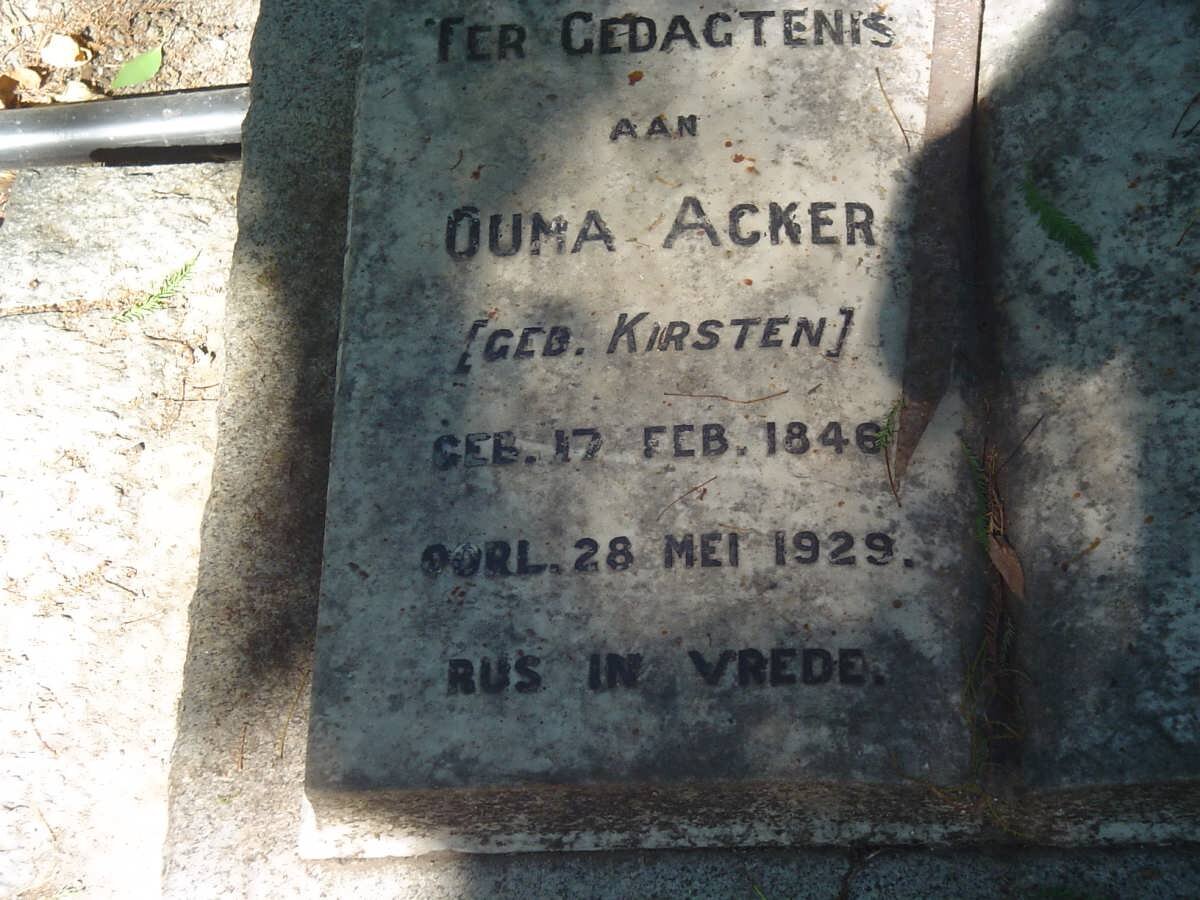 TER GEDAGTENIS
AAN
OUMA ACKER
[GEB. KIRSTEN]
GEB. 17 FEB. 1846
OORL. 28 MEI 1929.
RUS IN VREDE.